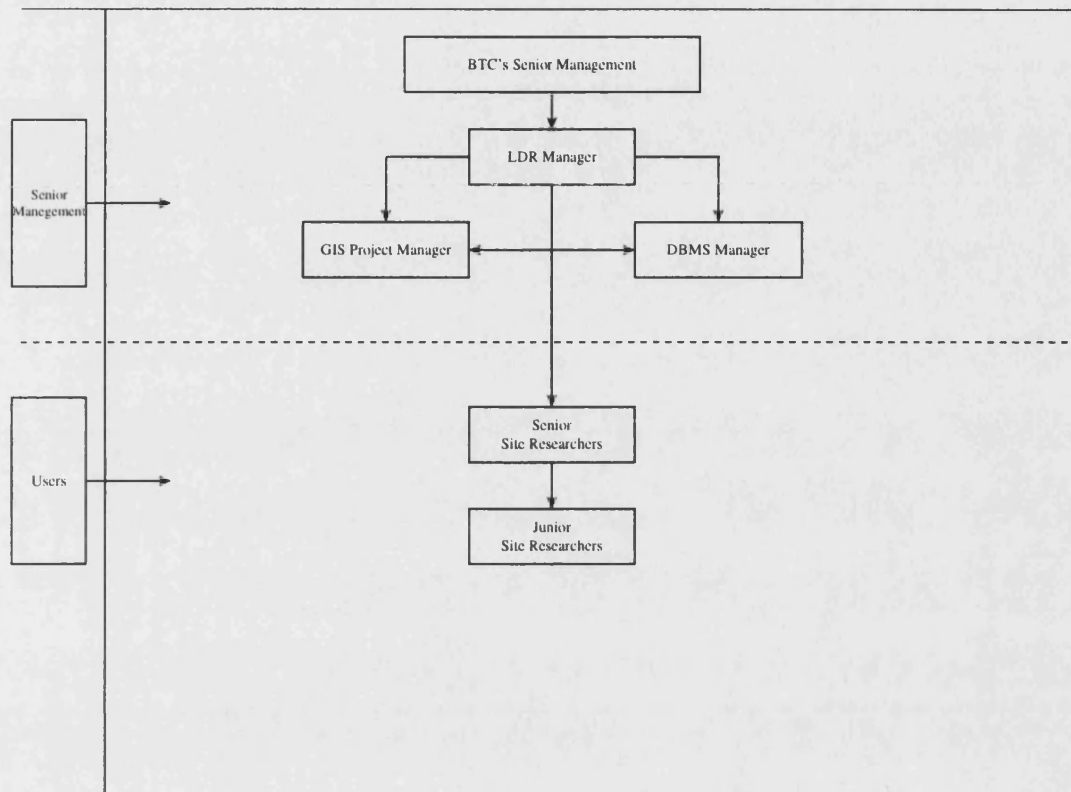 BTC's Senior Management
LDR Manager
Senior
Manegement
GIS Project Manager
DBMS Manager
Senior
Site Researchers
Users
Junior
Site Researchers